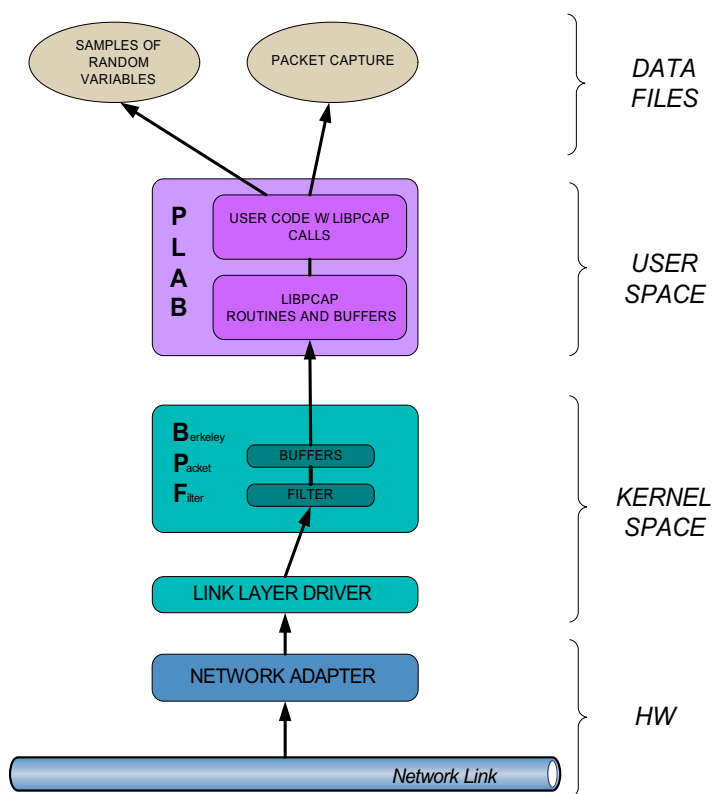 SAMPLES OF
RANDOM
VARIABLES
PACKET CAPTURE
DATA
FILES
P
L
A
B
USER CODE W/ LIBPCAP
CALLS
LIBPCAP
ROUTINES AND BUFFERS
USER
SPACE
Berkeley
Packet
Filter
BUFFERS
FILTER
KERNEL
SPACE
LINK LAYER DRIVER
NETWORK ADAPTER
HW
Network Link